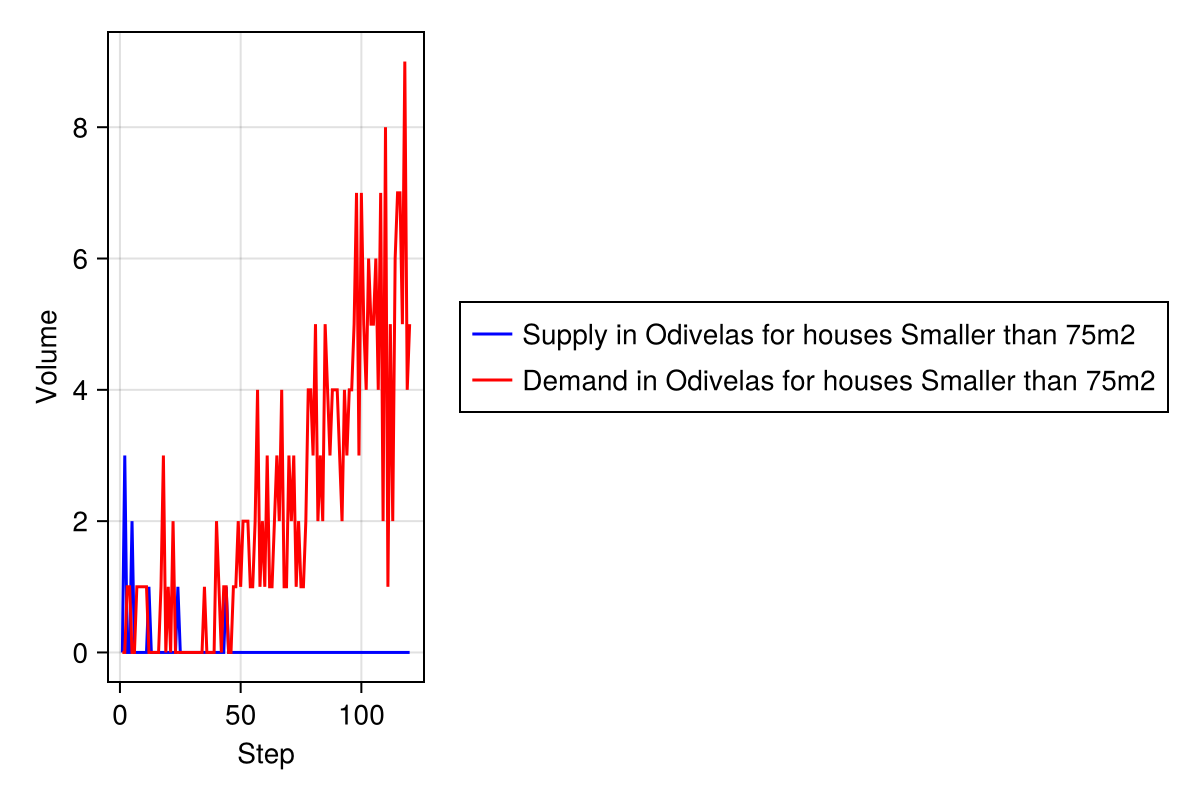 8
6
4
2
0
Volume
0 50 100
Step
Supply in Odivelas for houses Smaller than 75m2
Demand in Odivelas for houses Smaller than 75m2